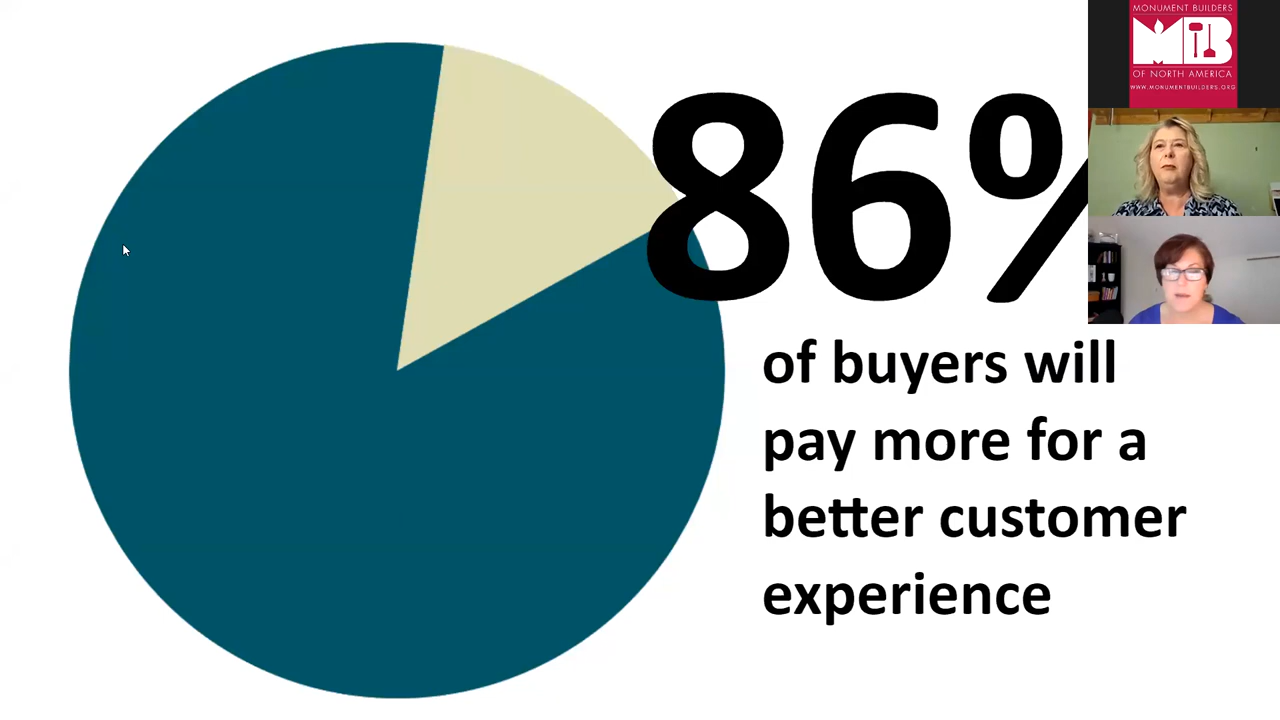 86%
of buyers will
pay more for a
better customer
experience
MONUMENT BUILDERS
MB
OF NORTH AMERICA
WWW.MONUMENTBUILDERS.ORG